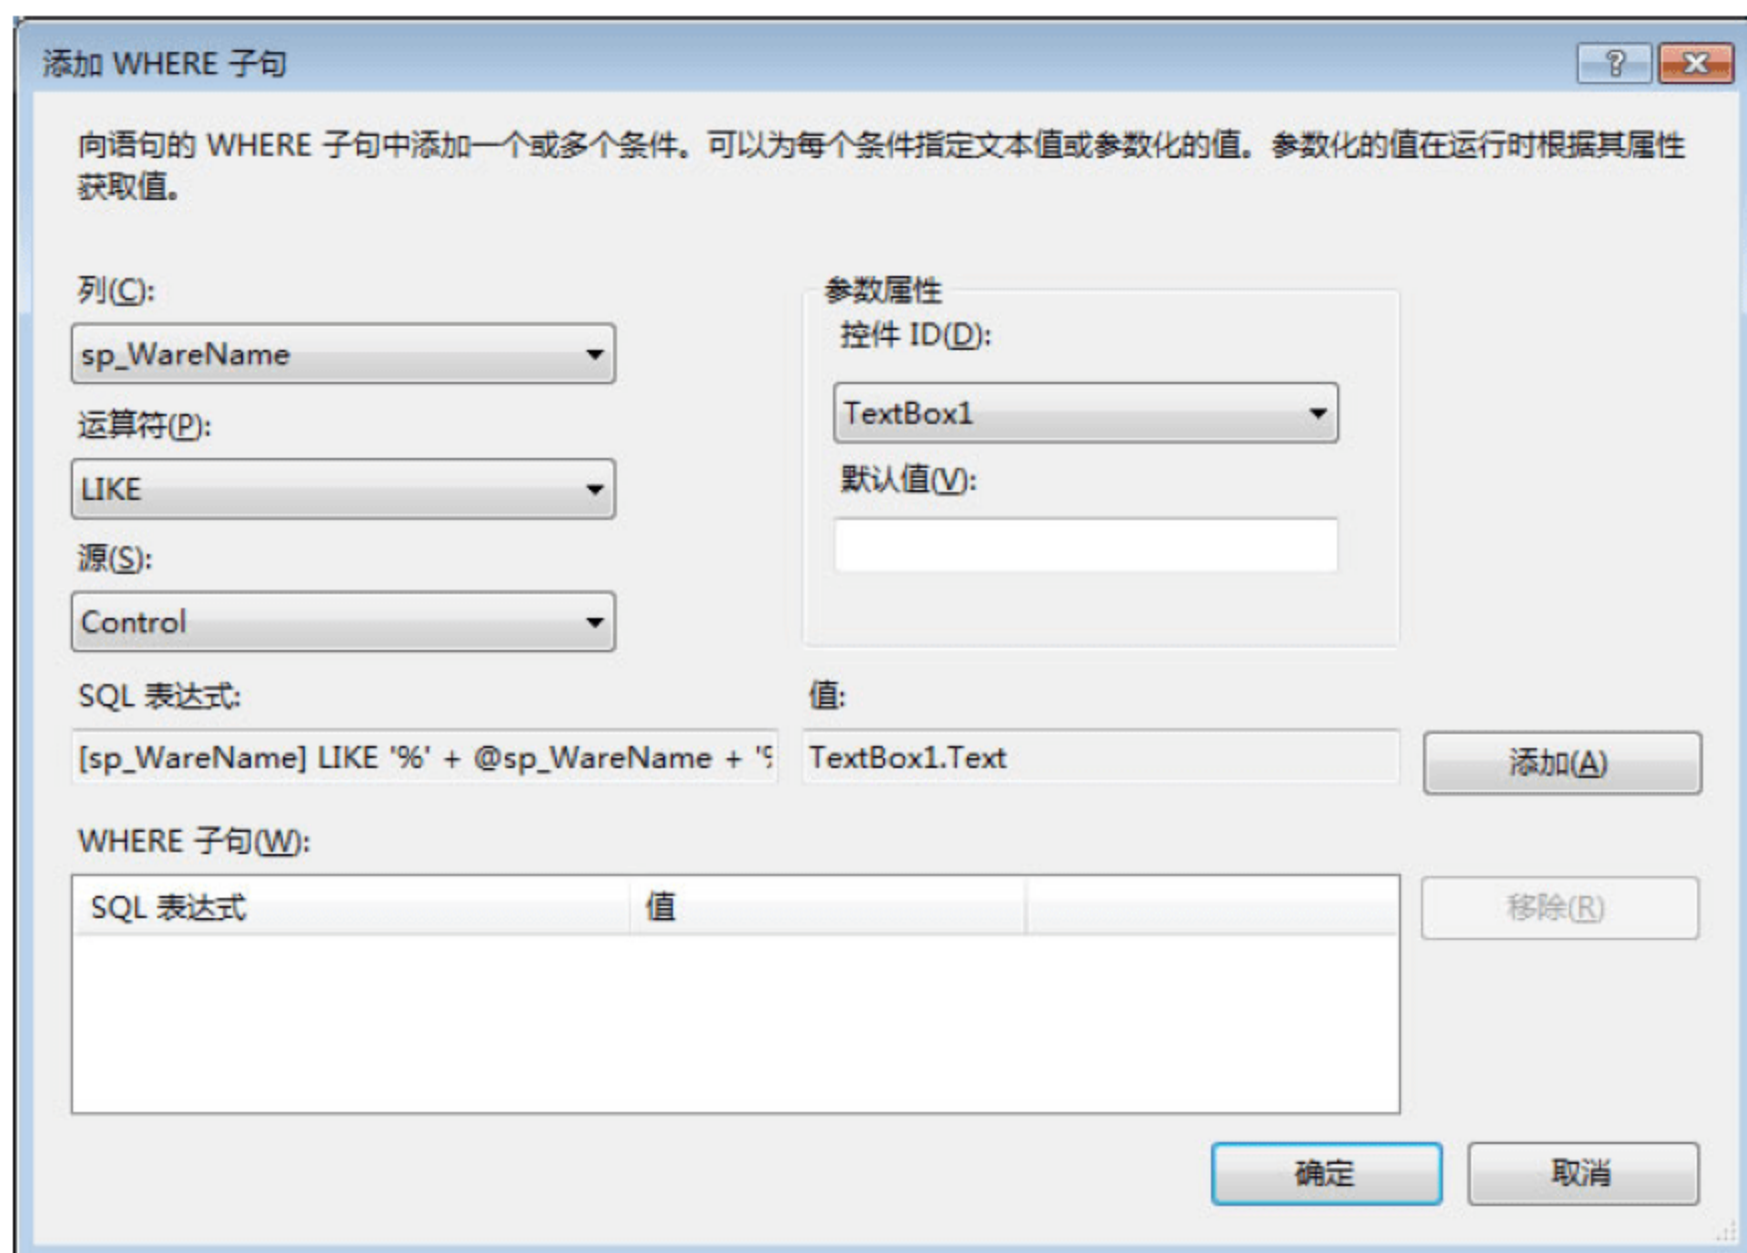 添加 WHERE 子句
向语句的 WHERE 子句中添加一个或多个条件。可以为每个条件指定文本值或参数化的值。参数化的值在运行时根据其属性
获取值。
列(C):
sp_WareName
运算符(P):
LIKE
源(S):
Control
参数属性
控件 ID(D):
TextBox1
默认值(V):
SQL 表达式:
[sp_WareName] LIKE '%' + @sp_WareName + '%
值:
TextBox1.Text
添加(A)
WHERE 子句(W):
SQL 表达式
值
移除(R)
确定
取消